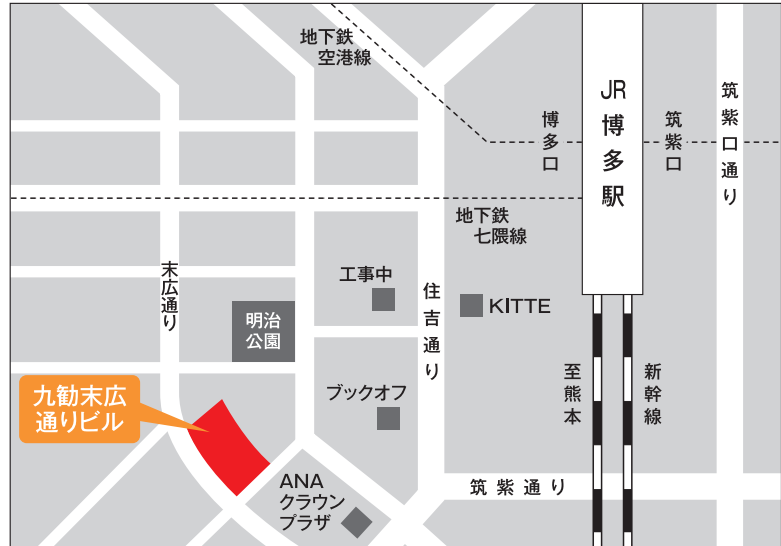 地下鉄
空港線
JR
博多駅
博多口
筑紫口
筑紫口通り
地下鉄
七隈線
末広通り
工事中
住吉通り
KITTE
明治
公園
至熊本
新幹線
ブックオフ
九勧末広
通りビル
ANA
クラウン
プラザ
筑紫通り